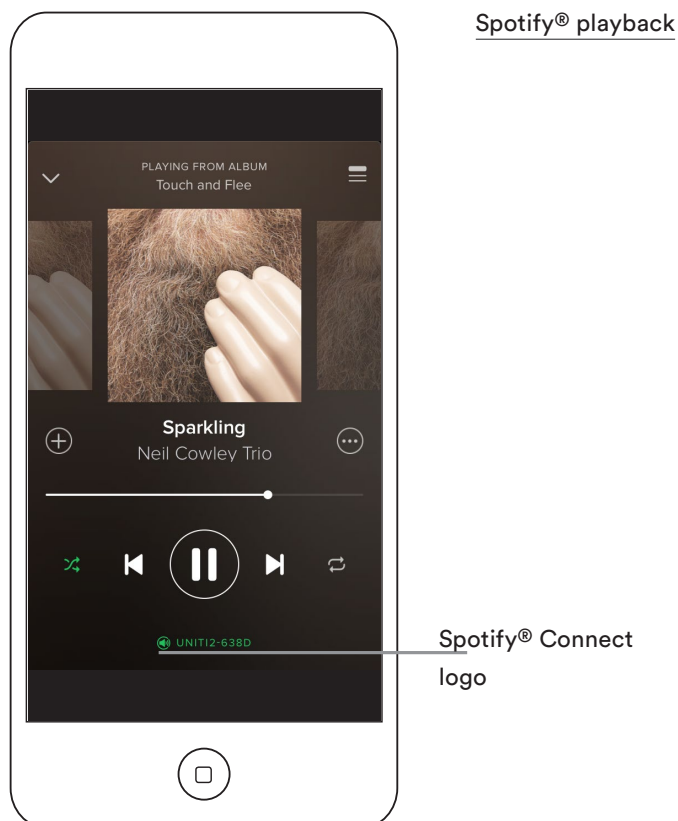 Spotify® playback
PLAYING FROM ALBUM
Touch and Flee
Sparkling
Neil Cowley Trio
UNITI2-638D
Spotify® Connect
logo